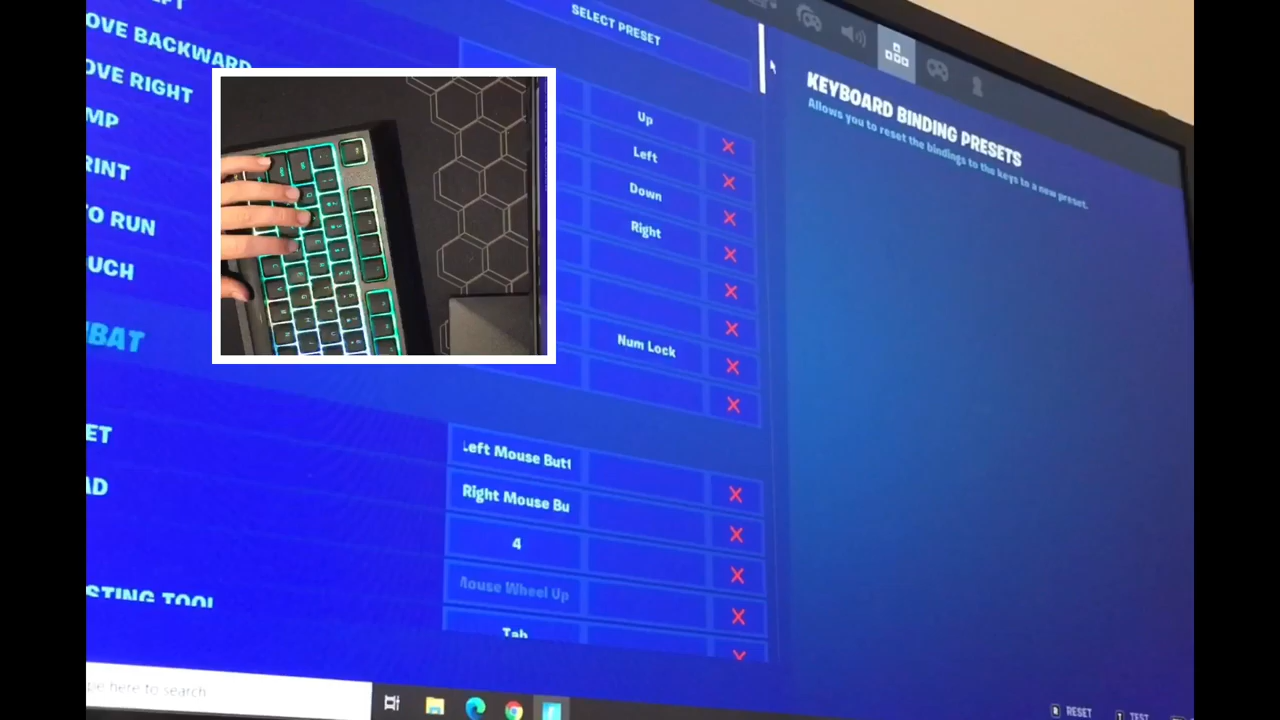 SELECT PRESET
OVE BACKWARD
OVE RIGHT
MP
RINT
TO RUN
UCH
BAT
ET
AD
STING TOOL
Up
Left
Down
Right
Num Lock
Left Mouse Butt
Right Mouse Bu
4
Mouse Wheel Up
Tab
KEYBOARD BINDING PRESETS
Allows you to reset the bindings to the keys to a new preset.
pe here to search
R RESET
T TEST